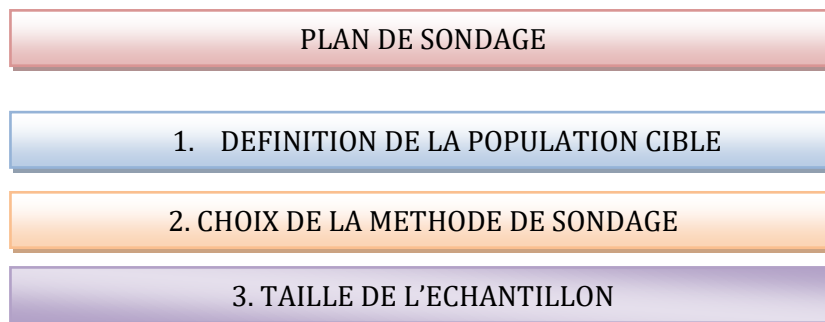 PLAN DE SONDAGE
1. DEFINITION DE LA POPULATION CIBLE
2. CHOIX DE LA METHODE DE SONDAGE
3. TAILLE DE L’ECHANTILLON